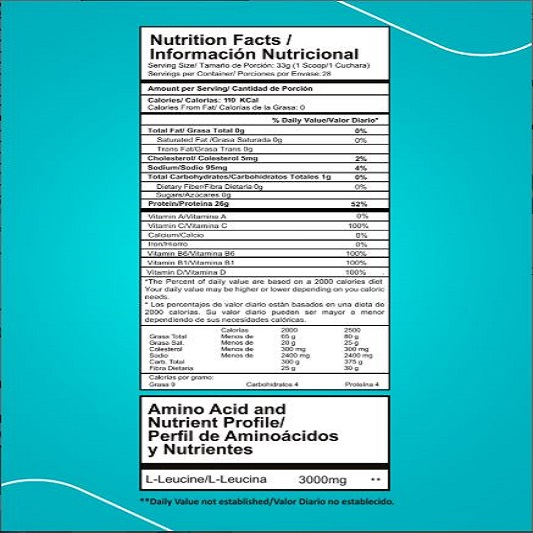 Nutrition Facts /
Información Nutricional
Serving Size/ Tamaño de Porción: 33g (1 Scoop/1 Cuchara)
Servings per Container/ Porciones por Envase: 28
Amount per Serving/ Cantidad de Porción
Calories/ Calorias: 110 KCal
Calories From Fat/ Calorías de la Grasa: 0
% Daily Value/Valor Diario*
Total Fat/ Grasa Total 0g 0%
Saturated Fat /Grasa Saturada 0g 0%
Trans Fat/Grasa Trans 0g
Cholesterol/ Colesterol 5mg 2%
Sodium/Sodio 95mg 4%
Total Carbohydrates/Carbohidratos Totales 1g 0%
Dietary Fiber/Fibra Dietaria 0g 0%
Sugars/Azúcares 0g
Protein/Proteína 26g 52%
Vitamin A/Vitamina A 0%
Vitamin C/Vitamina C 100%
Calcium/Calcio 0%
Iron/Hierro 0%
Vitamin B6/Vitamina B6 100%
Vitamin B1/Vitamina B1 100%
Vitamin D/Vitamina D 100%
*The Percent of daily value are based on a 2000 calories diet
Your daily value may be higher or lower depending on you caloric
needs.
* Los porcentajes de valor diario están basados en una dieta de
2000 calorías. Su valor diario pueden ser mayor o menor
dependiendo de sus necesidades calóricas.
Calorías 2000 2500
Grasa Total Menos de 65 g 80 g
Grasa Sat. Menos de 20 g 25 g
Colesterol Menos de 300 mg 300 mg
Sodio Menos de 2400 mg 2400 mg
Carb. Total 300 g 375 g
Fibra Dietaria 25 g 30 g
Calorías por gramo:
Grasa 9 Carbohidratos 4 Proteína 4
Amino Acid and
Nutrient Profile/
Perfil de Aminoácidos
y Nutrientes
L-Leucine/L-Leucina 3000mg **
**Daily Value not established/Valor Diario no establecido.